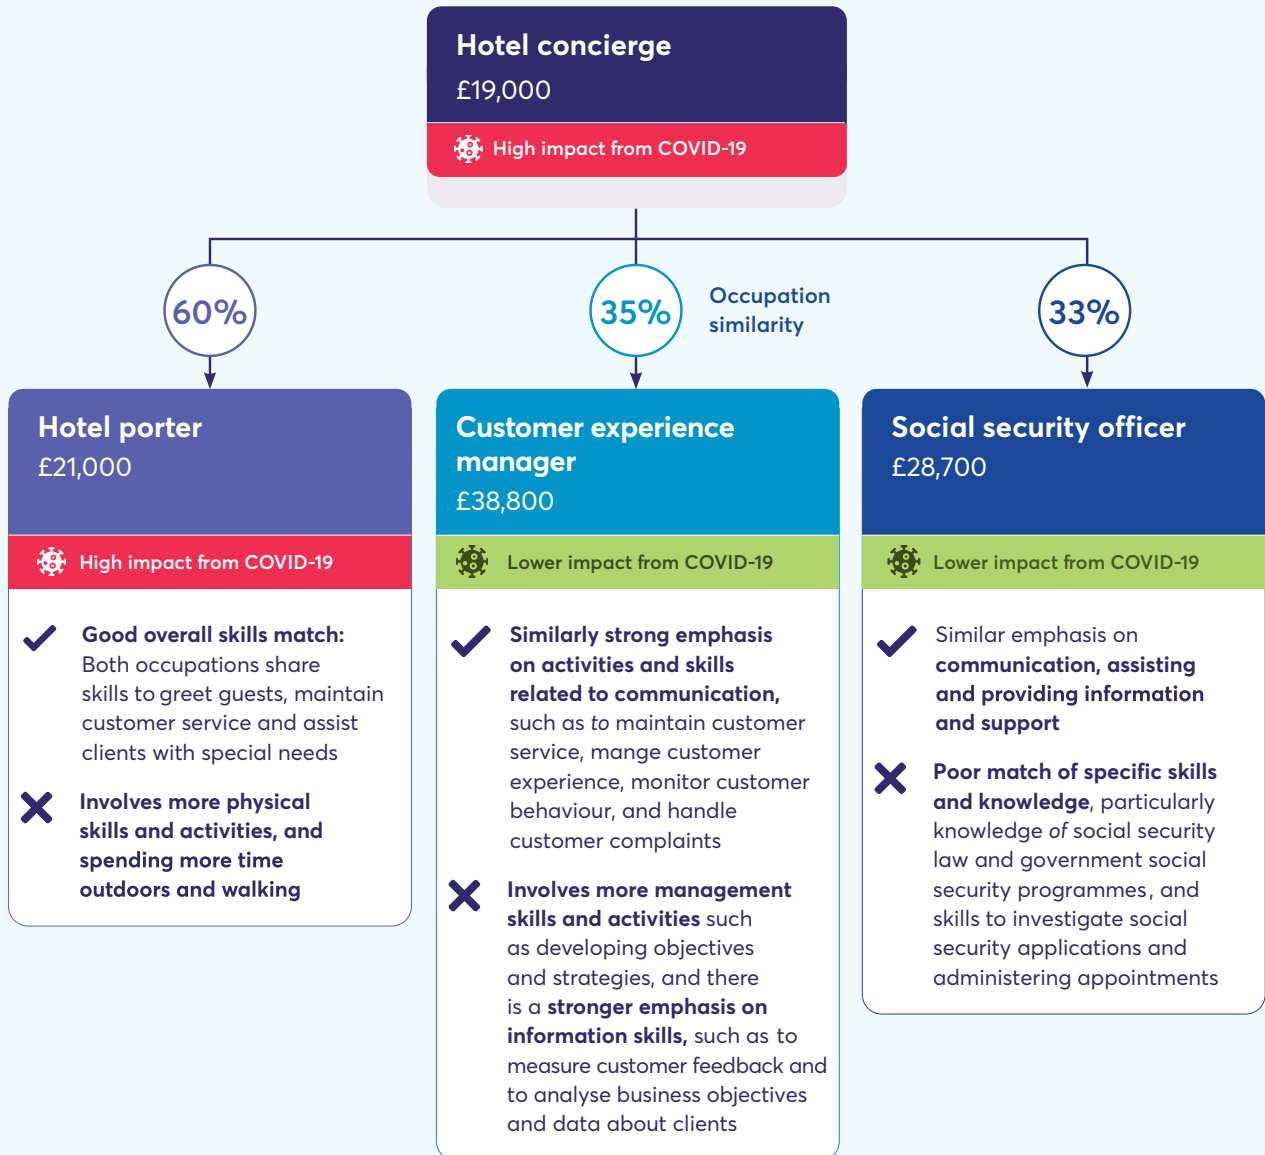 Hotel concierge
£19,000
High impact from COVID-19
60%
35%
Occupation
similarity
33%
Hotel porter
£21,000
High impact from COVID-19
Good overall skills match:
Both occupations share
skills to greet guests, maintain
customer service and assist
clients with special needs
Involves more physical
skills and activities, and
spending more time
outdoors and walking
Customer experience
manager
£38,800
Lower impact from COVID-19
Similarly strong emphasis
on activities and skills
related to communication,
such as to maintain customer
service, mange customer
experience, monitor customer
behaviour, and handle
customer complaints
Involves more management
skills and activities such
as developing objectives
and strategies, and there
is a stronger emphasis on
information skills, such as to
measure customer feedback and
to analyse business objectives
and data about clients
Social security officer
£28,700
Lower impact from COVID-19
Similar emphasis on
communication, assisting
and providing information
and support
Poor match of specific skills
and knowledge, particularly
knowledge of social security
law and government social
security programmes, and
skills to investigate social
security applications and
administering appointments